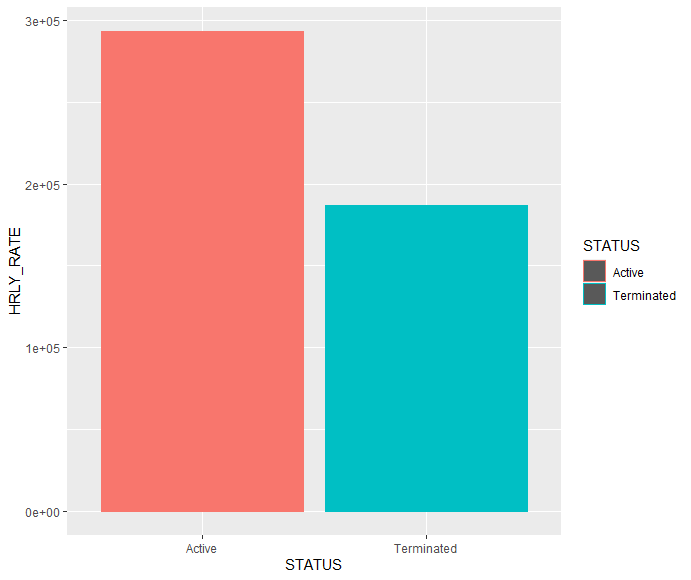 3e+05
2e+05
1e+05
0e+00
HRLY_RATE
Active
Terminated
STATUS
STATUS
Active
Terminated